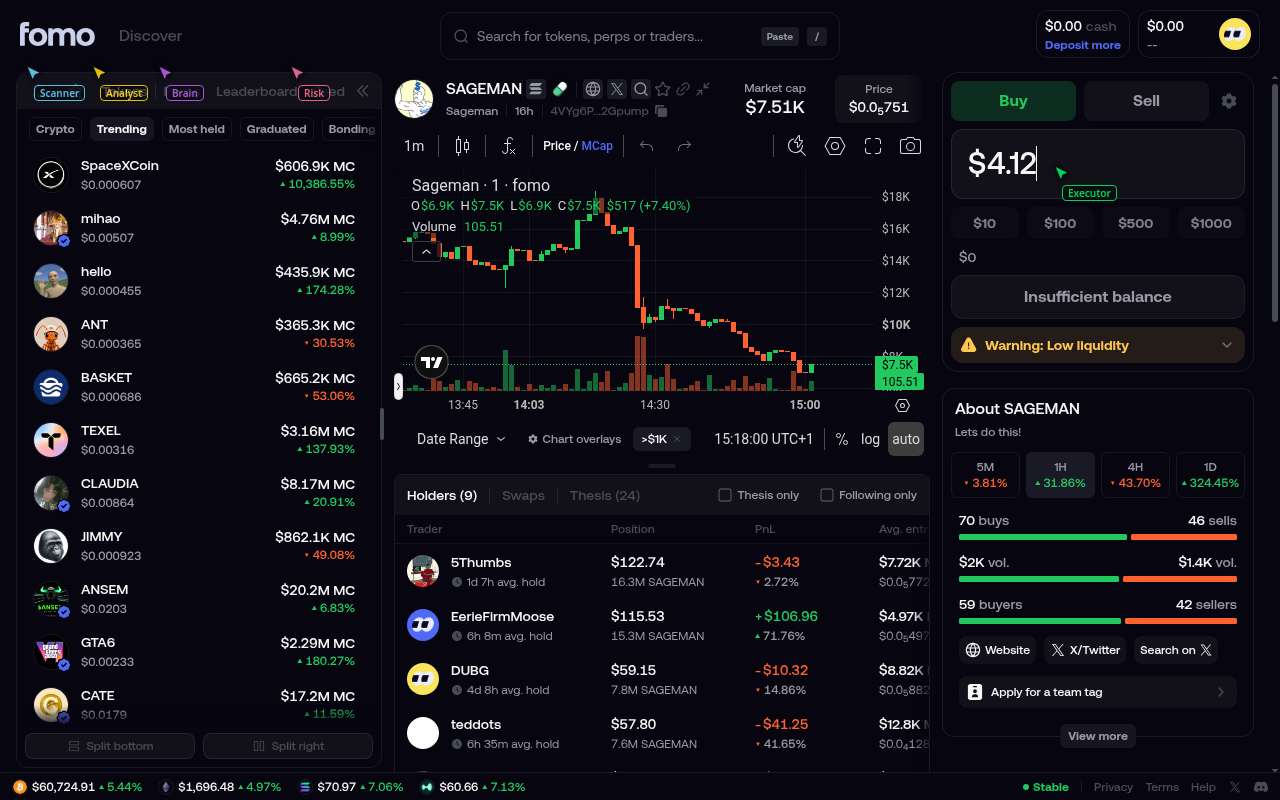 fomo Discover
Search for tokens, perps or traders... Paste /
$0.00 cash
Deposit more
$0.00
--
Scanner Analyst Brain Leaderboard Risk
Crypto Trending Most held Graduated Bonding
SpaceXCoin $606.9K MC
$0.000607 10,386.55%
mihao $4.76M MC
$0.00507 8.99%
hello $435.9K MC
$0.000455 174.28%
ANT $365.3K MC
$0.000365 30.53%
BASKET $665.2K MC
$0.000686 53.06%
TEXEL $3.16M MC
$0.00316 137.93%
CLAUDIA $8.17M MC
$0.00864 20.91%
JIMMY $862.1K MC
$0.000923 49.08%
ANSEM $20.2M MC
$0.0203 6.83%
GTA6 $2.29M MC
$0.00233 180.27%
CATE $17.2M MC
$0.0179 11.59%
Split bottom Split right
SAGEMAN
Sageman 16h 4VYg6P...2Gpump
Market cap
$7.51K
Price
$0.0₅751
1m Price / MCap
Sageman · 1 · fomo
O$6.9K H$7.5K L$6.9K C$7.5K $517 (+7.40%)
Volume 105.51
$18K
$16K
$14K
$12K
$10K
$8K
$7.5K
105.51
13:45 14:03 14:30 15:00
Date Range Chart overlays >$1K × 15:18:00 UTC+1 % log auto
Holders (9) Swaps Thesis (24) Thesis only Following only
Trader Position PnL Avg. entr
5Thumbs $122.74 -$3.43 $7.72K
1d 7h avg. hold 16.3M SAGEMAN 2.72% $0.0₅772
EerieFirmMoose $115.53 +$106.96 $4.97K
6h 8m avg. hold 15.3M SAGEMAN 71.76% $0.0₅497
DUBG $59.15 -$10.32 $8.82K
4d 8h avg. hold 7.8M SAGEMAN 14.86% $0.0₅882
teddots $57.80 -$41.25 $12.8K
6h 35m avg. hold 7.6M SAGEMAN 41.65% $0.0₄128
Buy Sell
$4.12
Executor
$10 $100 $500 $1000
$0
Insufficient balance
Warning: Low liquidity
About SAGEMAN
Lets do this!
5M 1H 4H 1D
3.81% 31.86% 43.70% 324.45%
70 buys 46 sells
$2K vol. $1.4K vol.
59 buyers 42 sellers
Website X/Twitter Search on X
Apply for a team tag
View more
$60,724.91 5.44% $1,696.48 4.97% $70.97 7.06% $60.66 7.13% Stable Privacy Terms Help